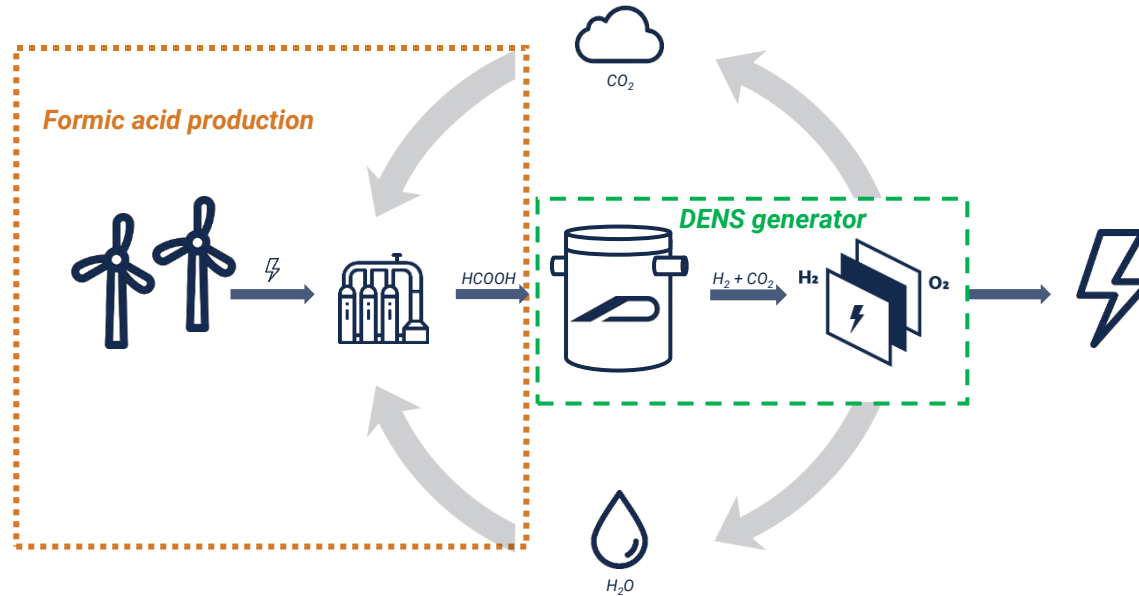 CO₂
Formic acid production
DENS generator
HCOOH
H₂ + CO₂
H₂
O₂
H₂O